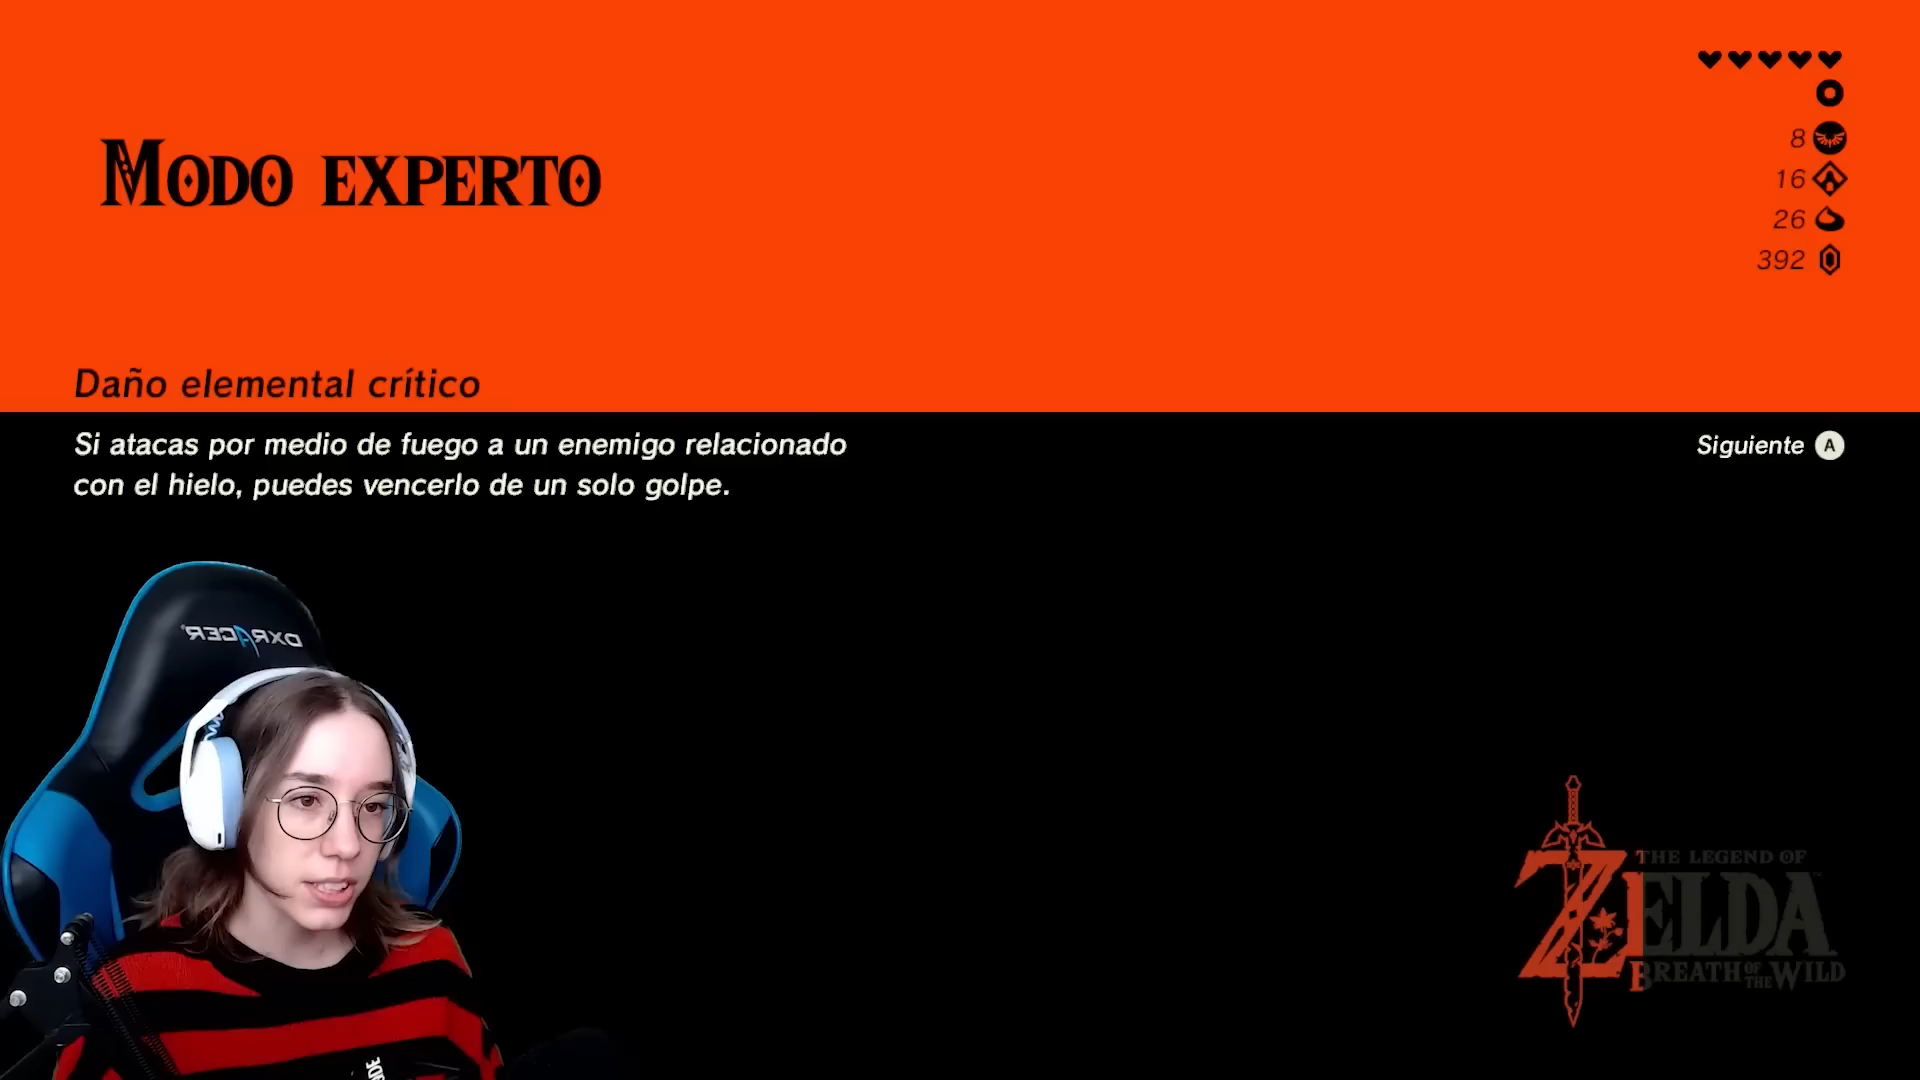 Modo experto
8
16
26
392
Daño elemental crítico
Si atacas por medio de fuego a un enemigo relacionado
con el hielo, puedes vencerlo de un solo golpe.
Siguiente A
DXRACER
THE LEGEND OF
ZELDA
BREATH OF THE WILD